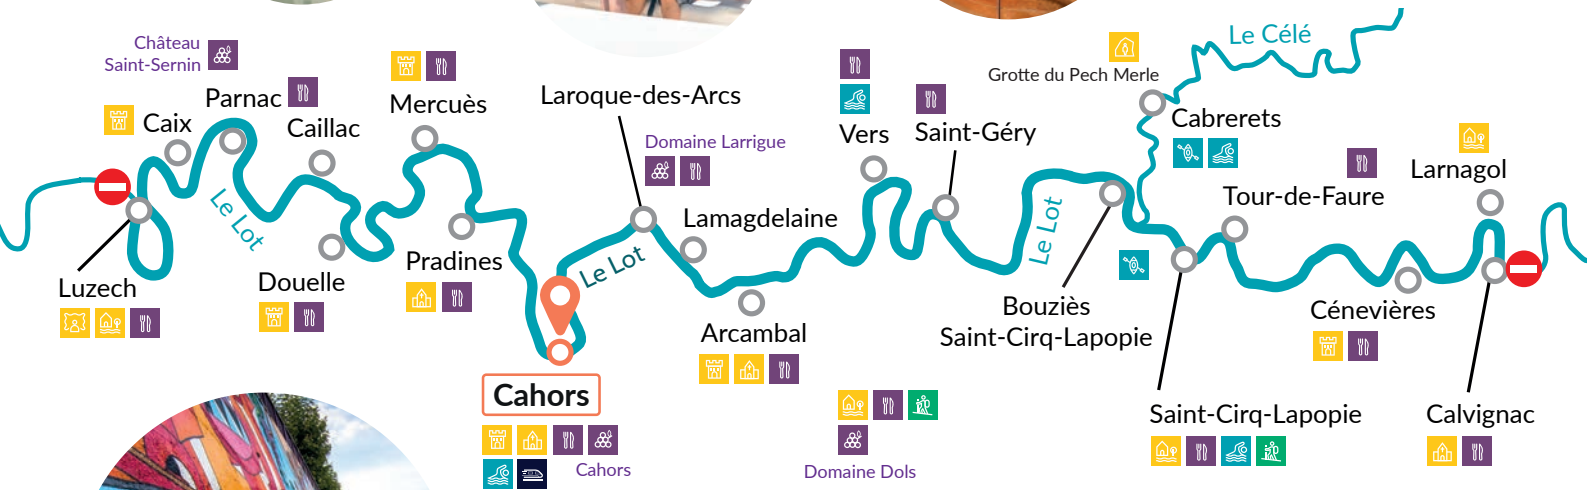 Château
Saint-Sernin
Parnac
Caix
Caillac
Mercuès
Laroque-des-Arcs
Domaine Larrigue
Vers
Saint-Géry
Le Célé
Grotte du Pech Merle
Cabrerets
Larnagol
Tour-de-Faure
Le Lot
Lamagdelaine
Le Lot
Le Lot
Luzech
Douelle
Pradines
Arcambal
Bouziès
Saint-Cirq-Lapopie
Cénevières
Cahors
Saint-Cirq-Lapopie
Calvignac
Cahors
Domaine Dols